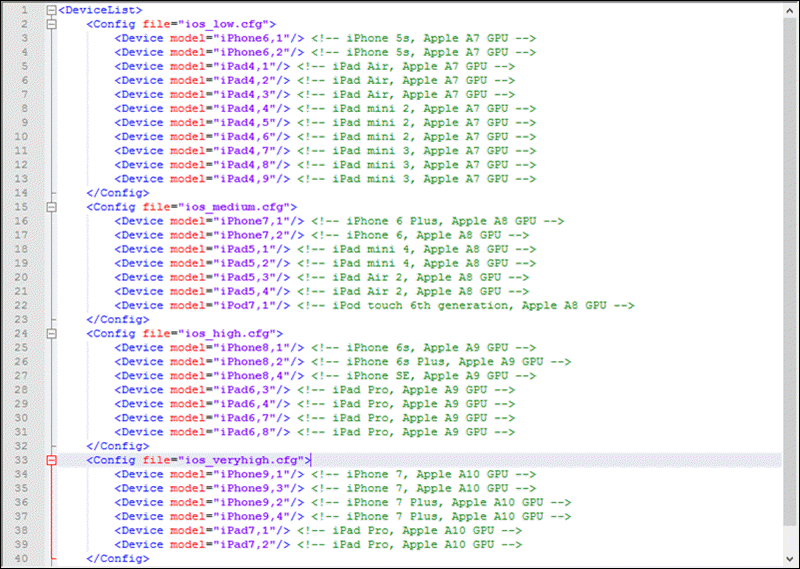 1 <DeviceList>
2 <Config file="ios_low.cfg">
3 <Device model="iPhone6,1"/> <!-- iPhone 5s, Apple A7 GPU -->
4 <Device model="iPhone6,2"/> <!-- iPhone 5s, Apple A7 GPU -->
5 <Device model="iPad4,1"/> <!-- iPad Air, Apple A7 GPU -->
6 <Device model="iPad4,2"/> <!-- iPad Air, Apple A7 GPU -->
7 <Device model="iPad4,3"/> <!-- iPad Air, Apple A7 GPU -->
8 <Device model="iPad4,4"/> <!-- iPad mini 2, Apple A7 GPU -->
9 <Device model="iPad4,5"/> <!-- iPad mini 2, Apple A7 GPU -->
10 <Device model="iPad4,6"/> <!-- iPad mini 2, Apple A7 GPU -->
11 <Device model="iPad4,7"/> <!-- iPad mini 3, Apple A7 GPU -->
12 <Device model="iPad4,8"/> <!-- iPad mini 3, Apple A7 GPU -->
13 <Device model="iPad4,9"/> <!-- iPad mini 3, Apple A7 GPU -->
14 </Config>
15 <Config file="ios_medium.cfg">
16 <Device model="iPhone7,1"/> <!-- iPhone 6 Plus, Apple A8 GPU -->
17 <Device model="iPhone7,2"/> <!-- iPhone 6, Apple A8 GPU -->
18 <Device model="iPad5,1"/> <!-- iPad mini 4, Apple A8 GPU -->
19 <Device model="iPad5,2"/> <!-- iPad mini 4, Apple A8 GPU -->
20 <Device model="iPad5,3"/> <!-- iPad Air 2, Apple A8 GPU -->
21 <Device model="iPad5,4"/> <!-- iPad Air 2, Apple A8 GPU -->
22 <Device model="iPod7,1"/> <!-- iPod touch 6th generation, Apple A8 GPU -->
23 </Config>
24 <Config file="ios_high.cfg">
25 <Device model="iPhone8,1"/> <!-- iPhone 6s, Apple A9 GPU -->
26 <Device model="iPhone8,2"/> <!-- iPhone 6s Plus, Apple A9 GPU -->
27 <Device model="iPhone8,4"/> <!-- iPhone SE, Apple A9 GPU -->
28 <Device model="iPad6,3"/> <!-- iPad Pro, Apple A9 GPU -->
29 <Device model="iPad6,4"/> <!-- iPad Pro, Apple A9 GPU -->
30 <Device model="iPad6,7"/> <!-- iPad Pro, Apple A9 GPU -->
31 <Device model="iPad6,8"/> <!-- iPad Pro, Apple A9 GPU -->
32 </Config>
33 <Config file="ios_veryhigh.cfg">
34 <Device model="iPhone9,1"/> <!-- iPhone 7, Apple A10 GPU -->
35 <Device model="iPhone9,3"/> <!-- iPhone 7, Apple A10 GPU -->
36 <Device model="iPhone9,2"/> <!-- iPhone 7 Plus, Apple A10 GPU -->
37 <Device model="iPhone9,4"/> <!-- iPhone 7 Plus, Apple A10 GPU -->
38 <Device model="iPad7,1"/> <!-- iPad Pro, Apple A10 GPU -->
39 <Device model="iPad7,2"/> <!-- iPad Pro, Apple A10 GPU -->
40 </Config>